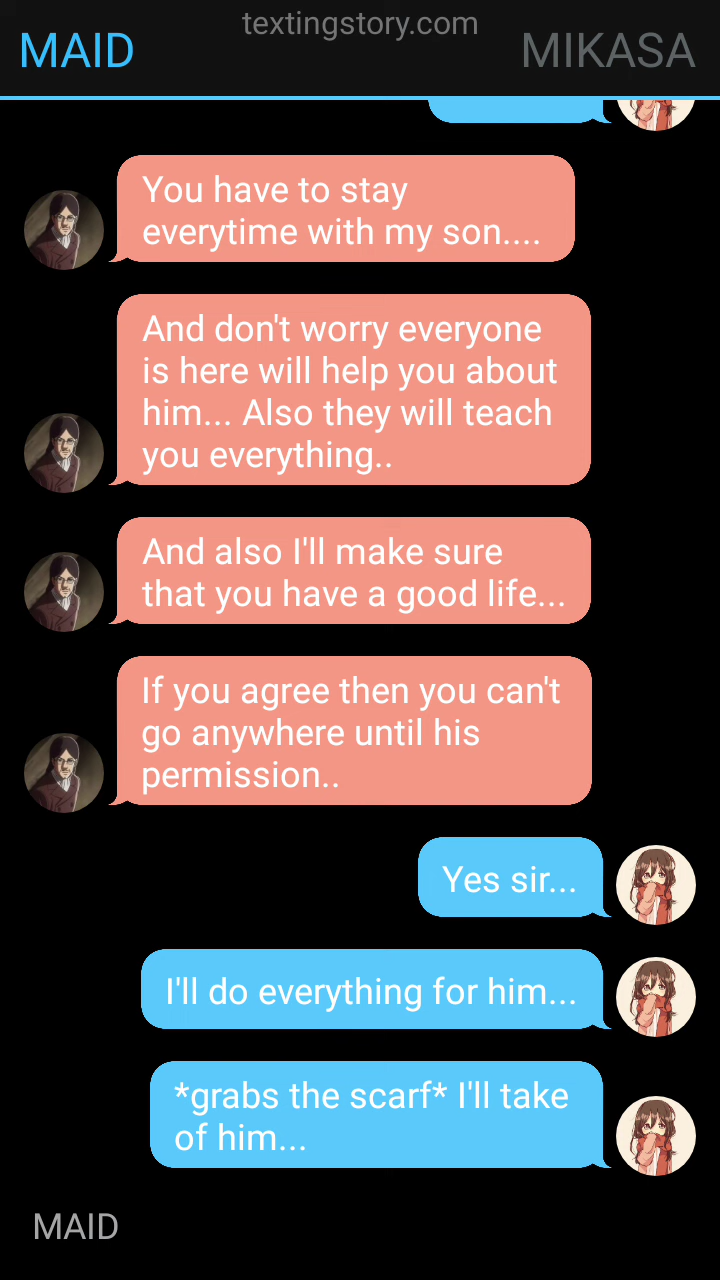 textingstory.com
MAID
MIKASA
You have to stay
everytime with my son....
And don't worry everyone
is here will help you about
him... Also they will teach
you everything..
And also I'll make sure
that you have a good life...
If you agree then you can't
go anywhere until his
permission..
Yes sir...
I'll do everything for him...
*grabs the scarf* I'll take
of him...
MAID